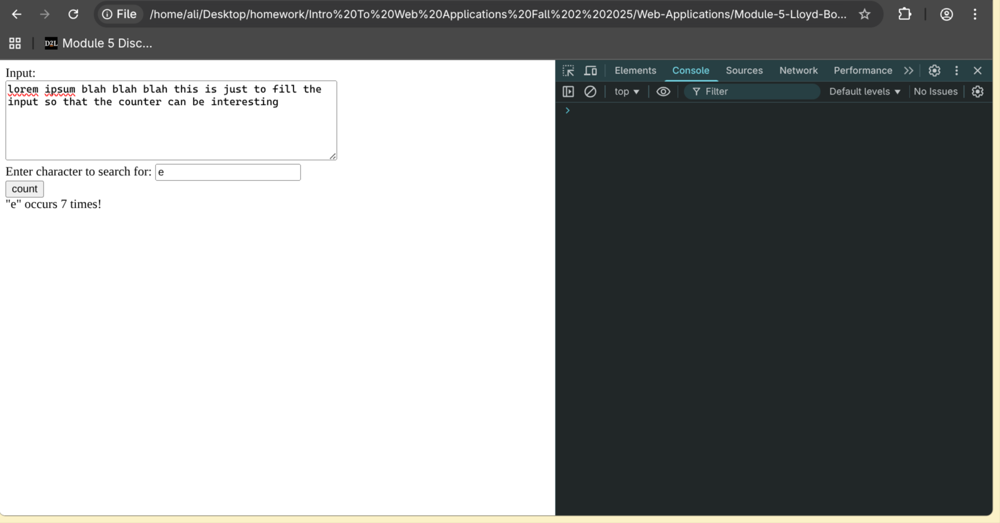 File /home/ali/Desktop/homework/Intro%20To%20Web%20Applications%20Fall%202%202025/Web-Applications/Module-5-Lloyd-Bo...
D2L Module 5 Disc...
Input:
lorem ipsum blah blah blah this is just to fill the
input so that the counter can be interesting
Enter character to search for: e
count
"e" occurs 7 times!
Elements Console Sources Network Performance
top Filter Default levels No Issues